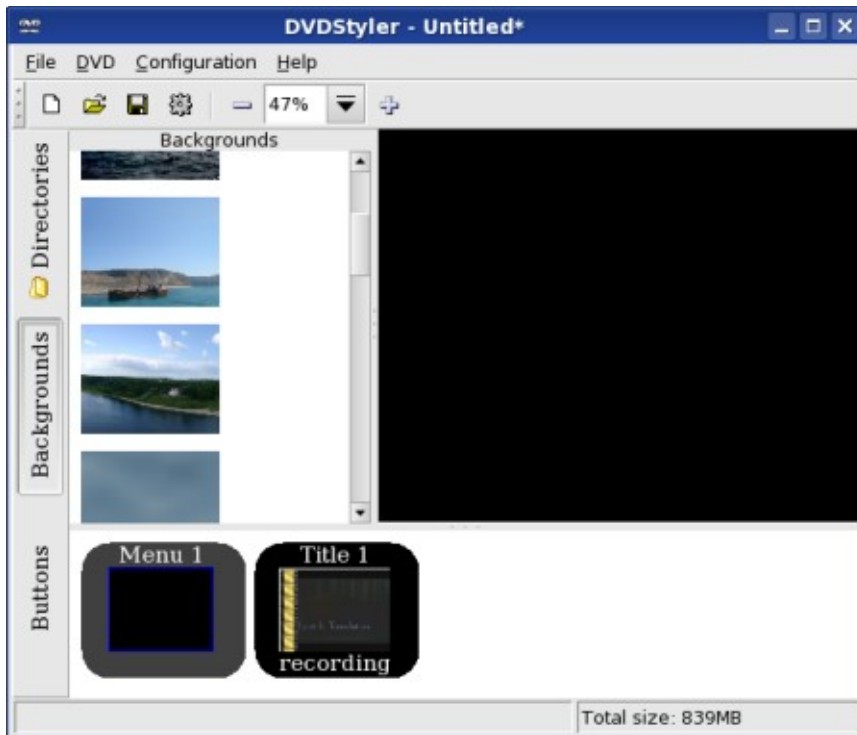 DVDStyler - Untitled*
File DVD Configuration Help
47%
Directories
Backgrounds
Buttons
Backgrounds
Menu 1
Title 1
recording
Total size: 839MB